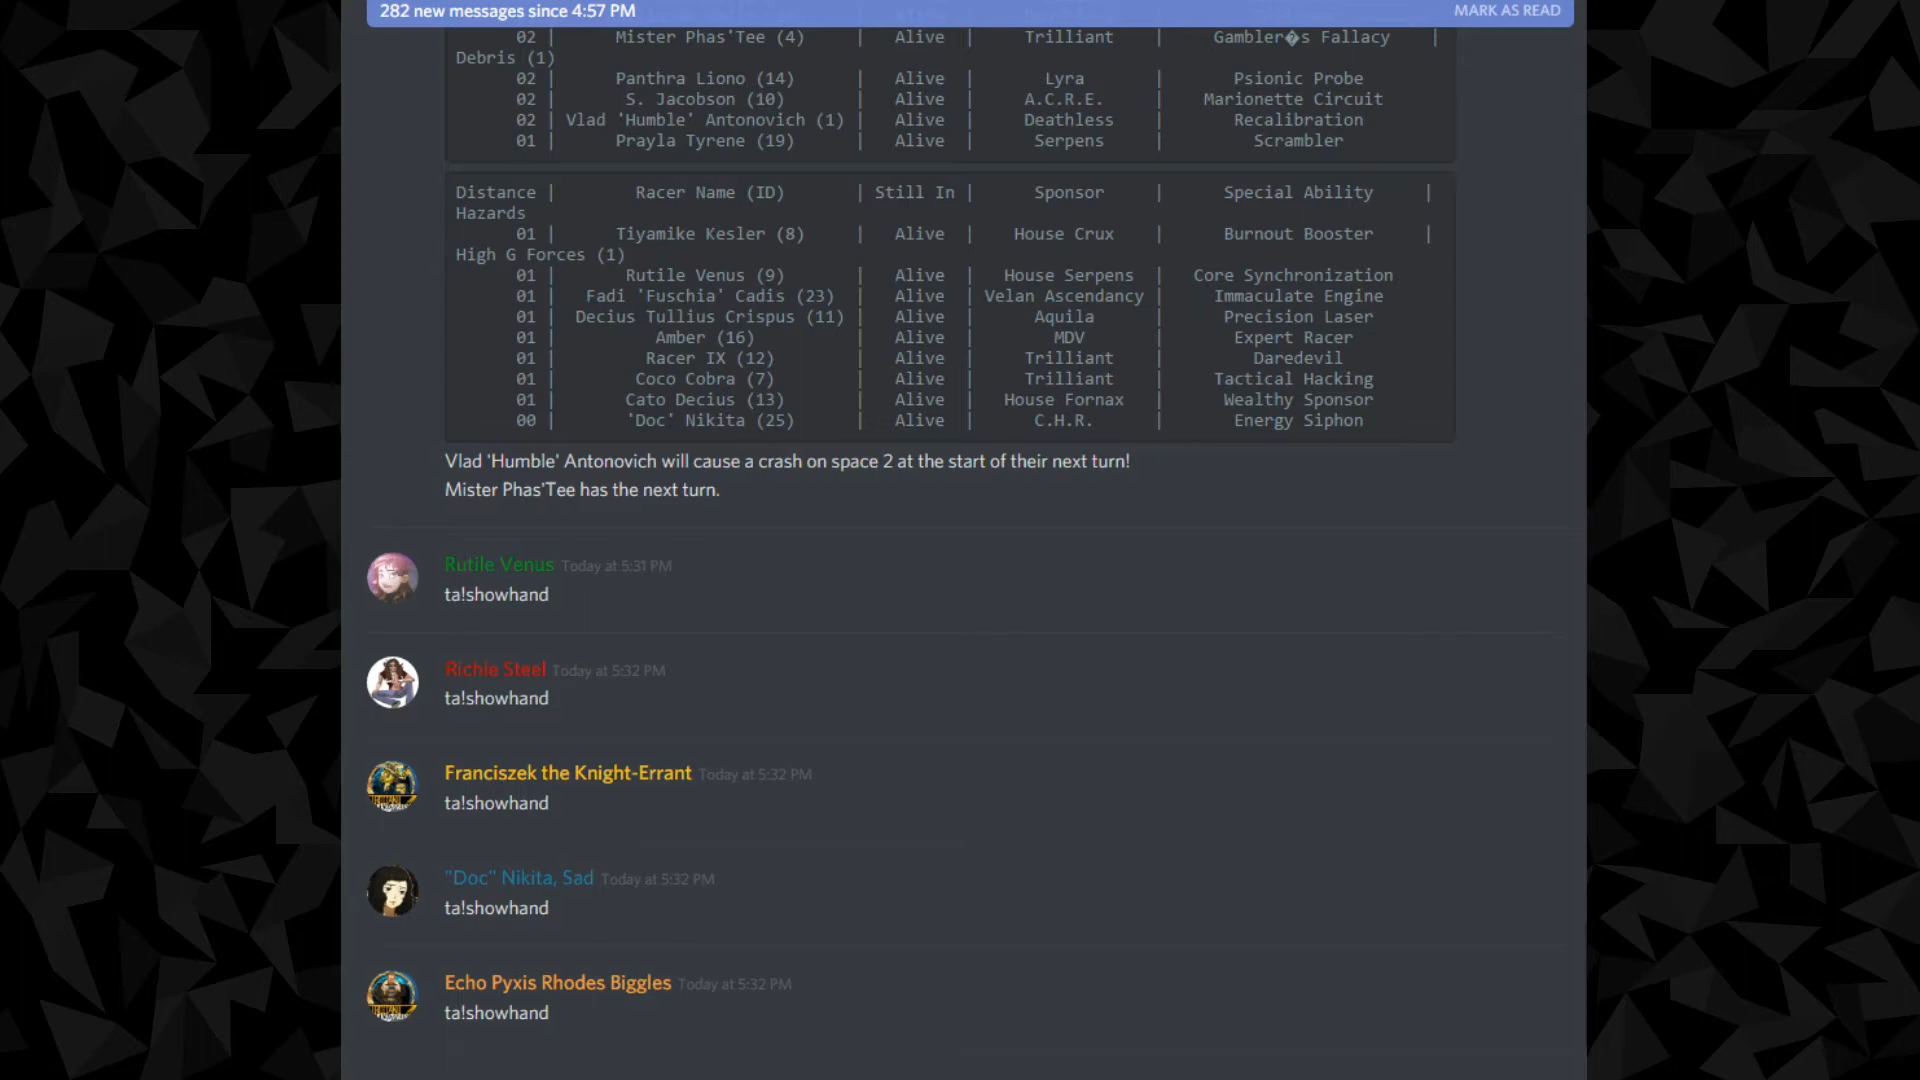 282 new messages since 4:57 PM MARK AS READ
02 | Mister Phas'Tee (4) | Alive | Trilliant | Gambler�s Fallacy |
Debris (1)
02 | Panthra Liono (14) | Alive | Lyra | Psionic Probe
02 | S. Jacobson (10) | Alive | A.C.R.E. | Marionette Circuit
02 | Vlad 'Humble' Antonovich (1) | Alive | Deathless | Recalibration
01 | Prayla Tyrene (19) | Alive | Serpens | Scrambler
Distance | Racer Name (ID) | Still In | Sponsor | Special Ability |
Hazards
01 | Tiyamike Kesler (8) | Alive | House Crux | Burnout Booster |
High G Forces (1)
01 | Rutile Venus (9) | Alive | House Serpens | Core Synchronization
01 | Fadi 'Fuschia' Cadis (23) | Alive | Velan Ascendancy | Immaculate Engine
01 | Decius Tullius Crispus (11) | Alive | Aquila | Precision Laser
01 | Amber (16) | Alive | MDV | Expert Racer
01 | Racer IX (12) | Alive | Trilliant | Daredevil
01 | Coco Cobra (7) | Alive | Trilliant | Tactical Hacking
01 | Cato Decius (13) | Alive | House Fornax | Wealthy Sponsor
00 | 'Doc' Nikita (25) | Alive | C.H.R. | Energy Siphon
Vlad 'Humble' Antonovich will cause a crash on space 2 at the start of their next turn!
Mister Phas'Tee has the next turn.
Rutile Venus Today at 5:31 PM
ta!showhand
Richie Steel Today at 5:32 PM
ta!showhand
Franciszek the Knight-Errant Today at 5:32 PM
ta!showhand
"Doc" Nikita, Sad Today at 5:32 PM
ta!showhand
Echo Pyxis Rhodes Biggles Today at 5:32 PM
ta!showhand